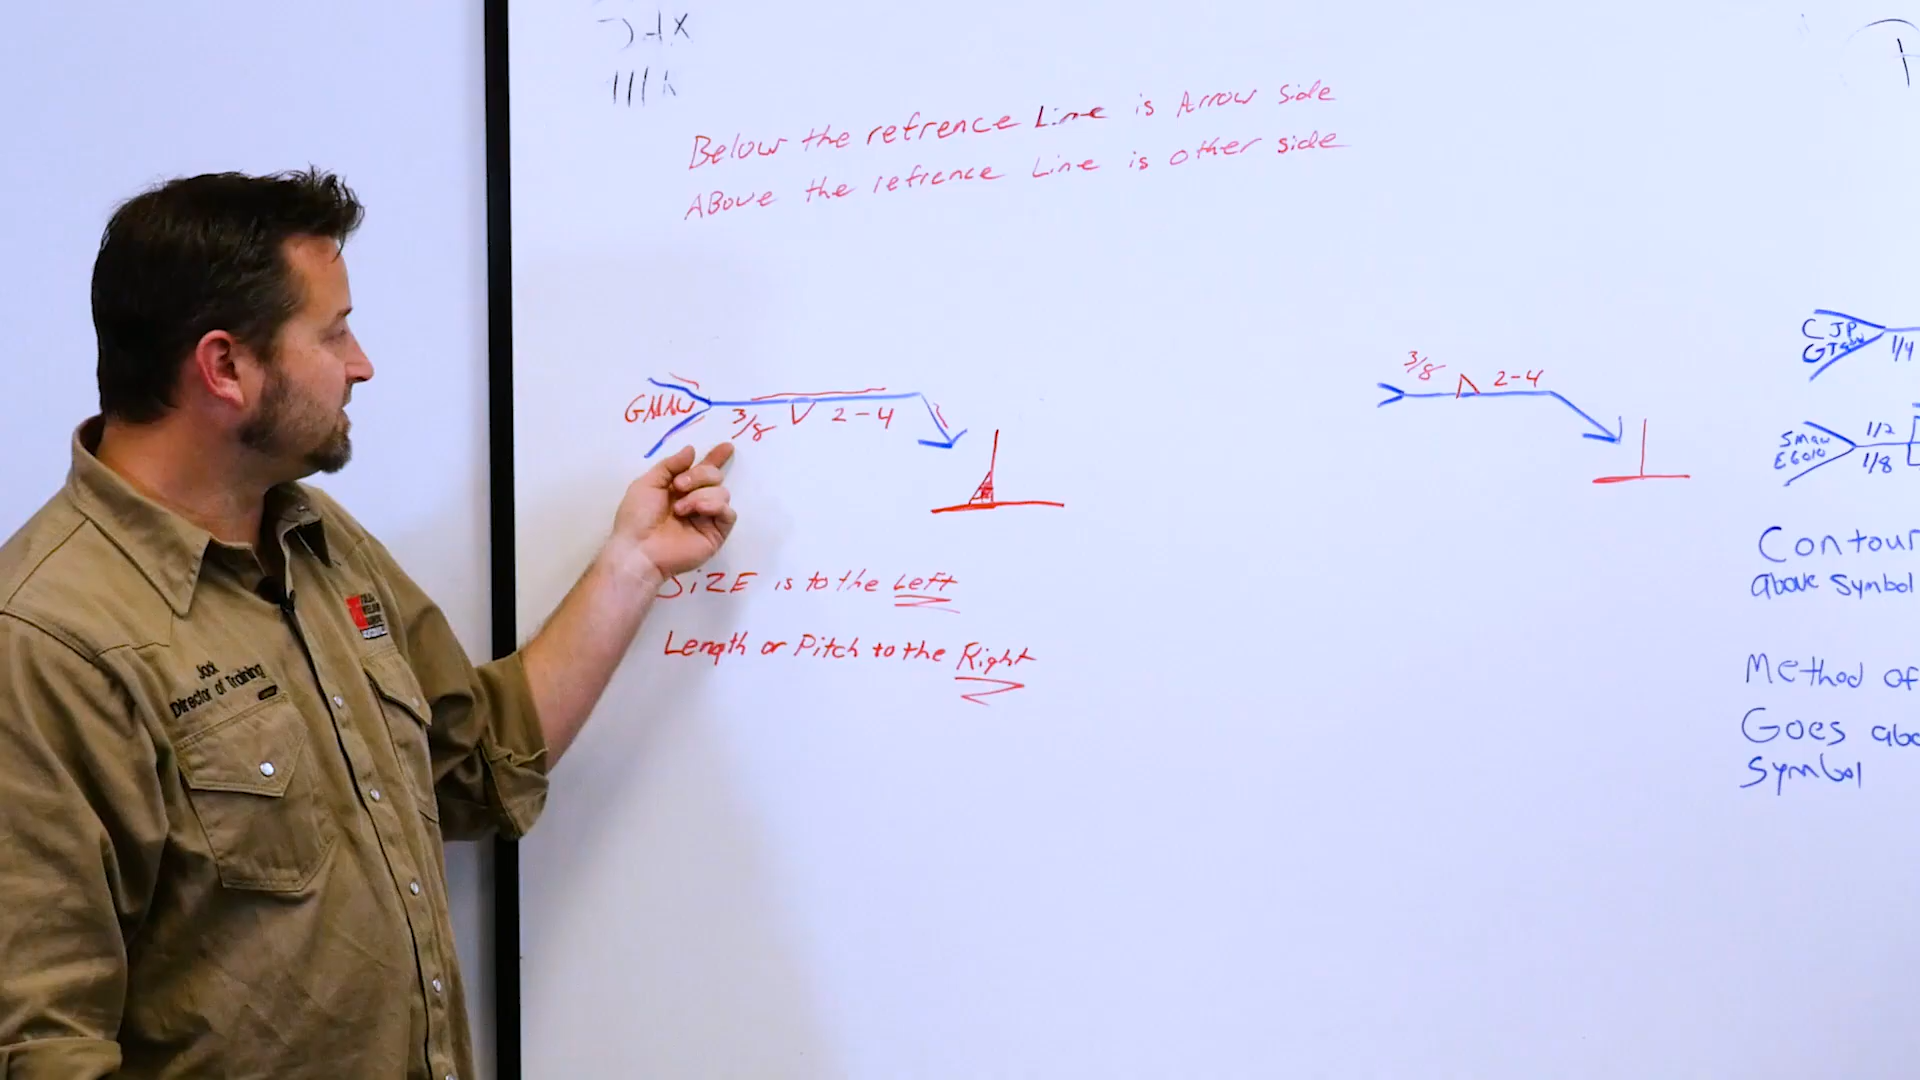 Below the refrence Line is Arrow side
ABove the refrence Line is other side
GMAW 3/8 2-4
3/8 2-4
CJP
1/4
SMAW
E6010
1/2
1/8
SIZE is to the Left
Length or Pitch to the Right
Contour
above Symbol
Method of
Goes abo
symbol
Jack
Director of Training